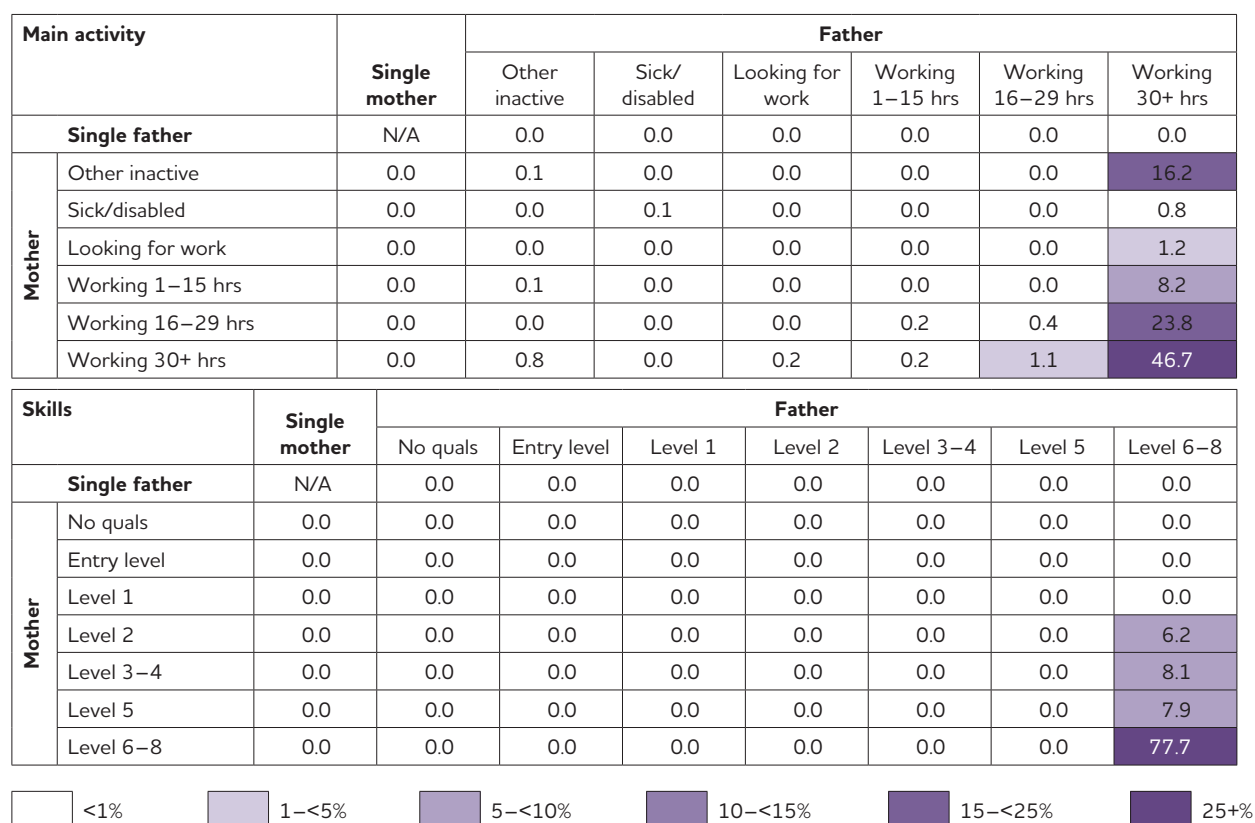 Main activity Single mother Father
Other inactive Sick/ disabled Looking for work Working 1–15 hrs Working 16–29 hrs Working 30+ hrs
Single father N/A 0.0 0.0 0.0 0.0 0.0 0.0
Mother
Other inactive 0.0 0.1 0.0 0.0 0.0 0.0 16.2
Sick/disabled 0.0 0.0 0.1 0.0 0.0 0.0 0.8
Looking for work 0.0 0.0 0.0 0.0 0.0 0.0 1.2
Working 1–15 hrs 0.0 0.1 0.0 0.0 0.0 0.0 8.2
Working 16–29 hrs 0.0 0.0 0.0 0.0 0.2 0.4 23.8
Working 30+ hrs 0.0 0.8 0.0 0.2 0.2 1.1 46.7
Skills Single mother Father
No quals Entry level Level 1 Level 2 Level 3–4 Level 5 Level 6–8
Single father N/A 0.0 0.0 0.0 0.0 0.0 0.0 0.0
Mother
No quals 0.0 0.0 0.0 0.0 0.0 0.0 0.0 0.0
Entry level 0.0 0.0 0.0 0.0 0.0 0.0 0.0 0.0
Level 1 0.0 0.0 0.0 0.0 0.0 0.0 0.0 0.0
Level 2 0.0 0.0 0.0 0.0 0.0 0.0 0.0 6.2
Level 3–4 0.0 0.0 0.0 0.0 0.0 0.0 0.0 8.1
Level 5 0.0 0.0 0.0 0.0 0.0 0.0 0.0 7.9
Level 6–8 0.0 0.0 0.0 0.0 0.0 0.0 0.0 77.7
<1% 1–<5% 5–<10% 10–<15% 15–<25% 25+%